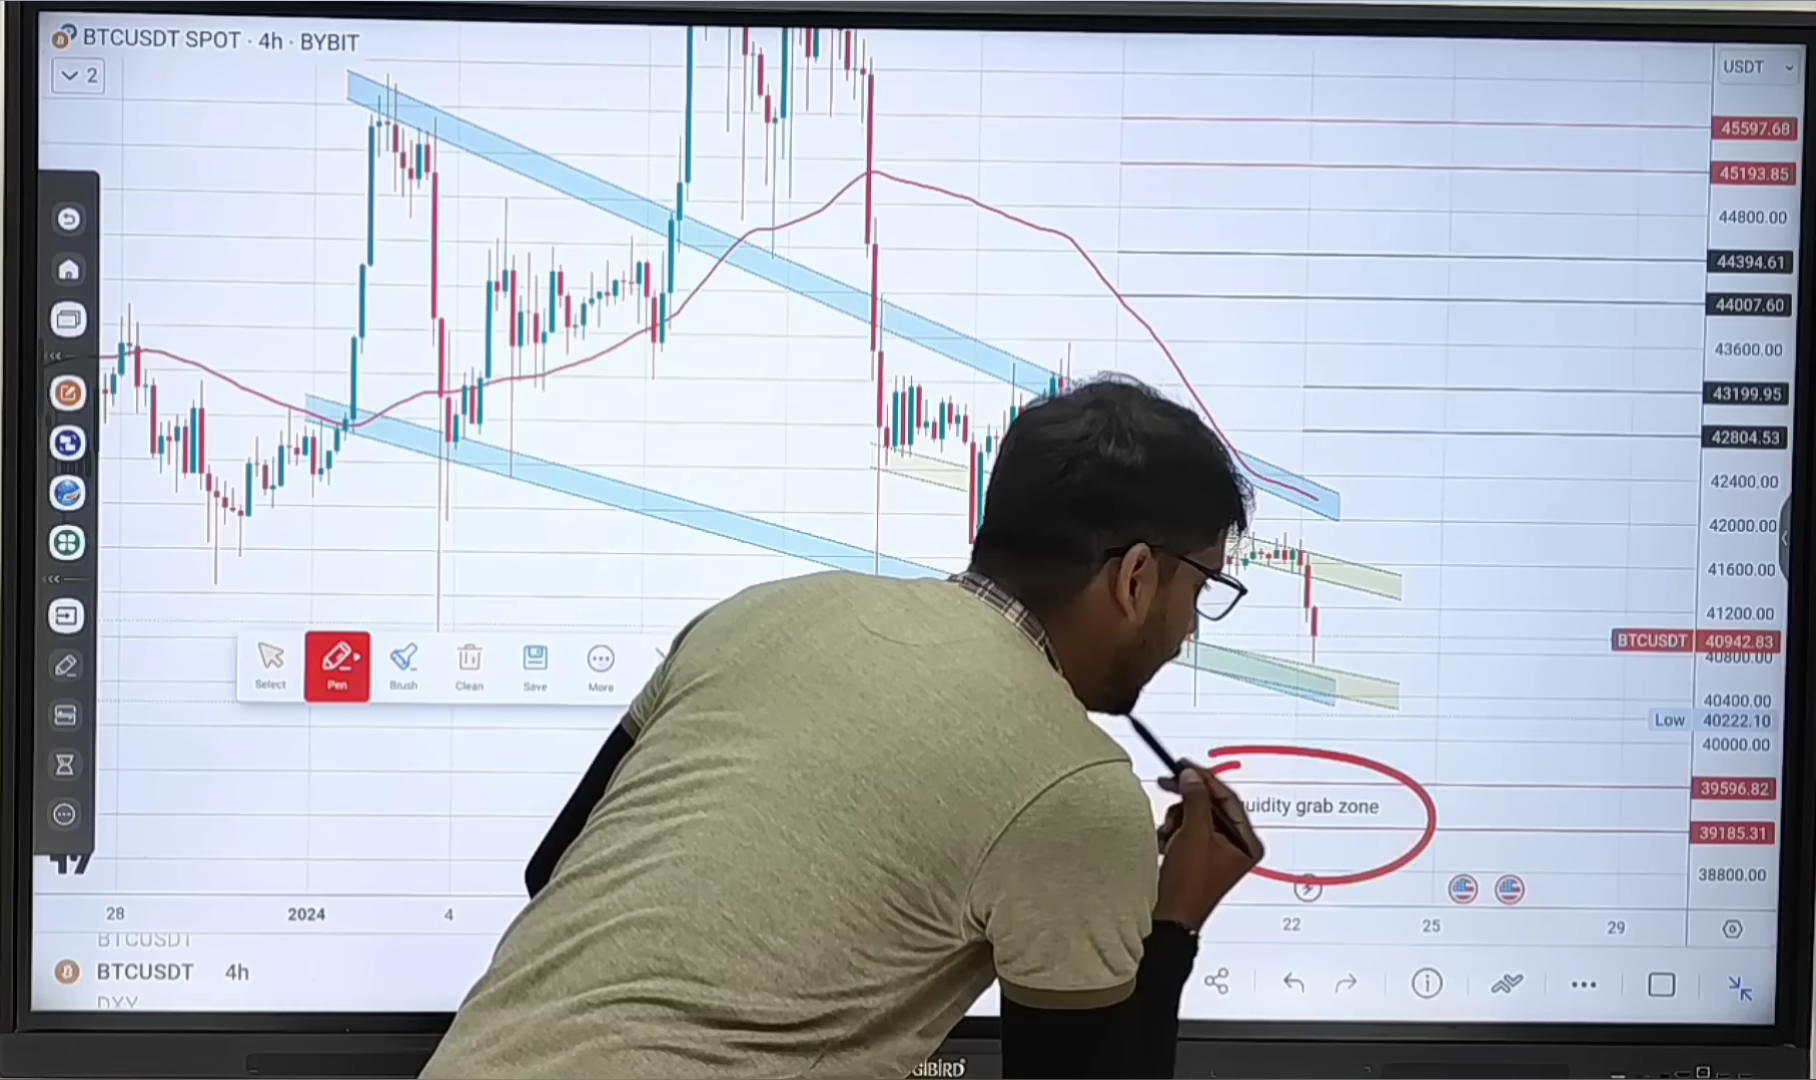 BTCUSDT SPOT · 4h · BYBIT
2
USDT
45597.68
45193.85
44800.00
44394.61
44007.60
43600.00
43199.95
42804.53
42400.00
42000.00
41600.00
41200.00
BTCUSDT 40942.83
40800.00
40400.00
Low 40222.10
40000.00
39596.82
39185.31
38800.00
Select
Pen
Brush
Clean
Save
More
uidity grab zone
28
2024
4
22
25
29
BTCUSDT
BTCUSDT 4h
DXY
GIBIRD